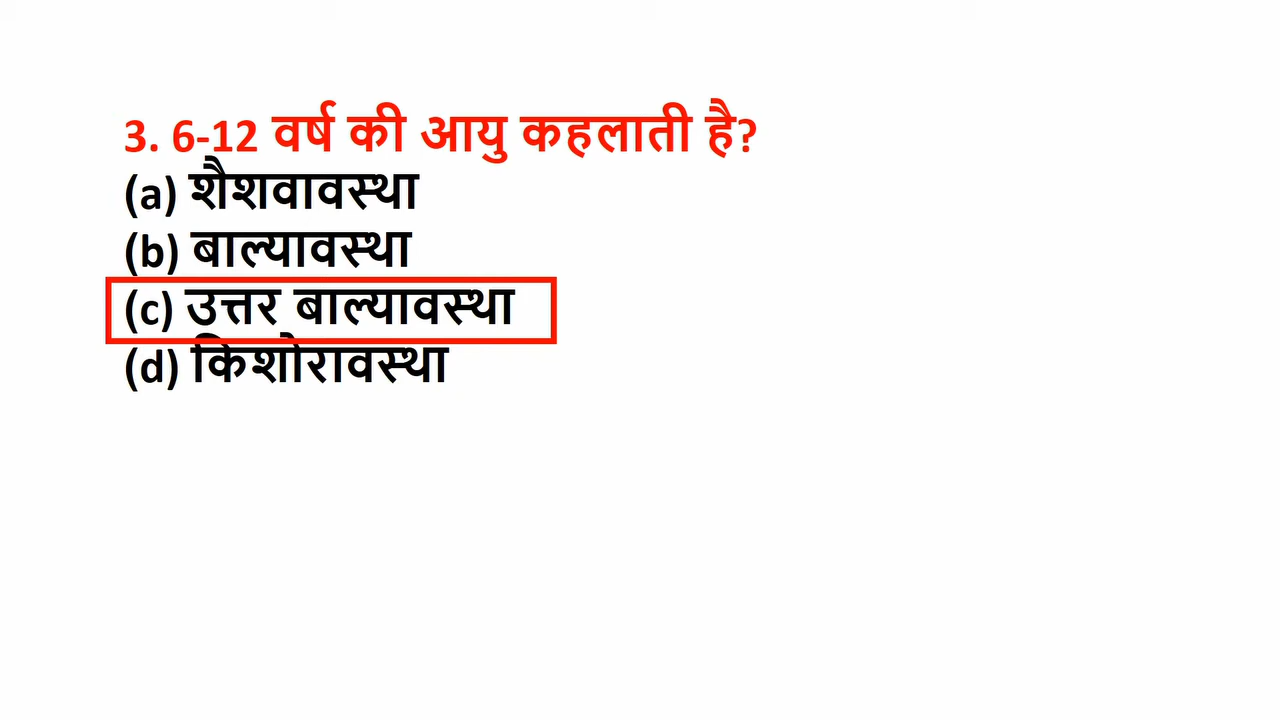 3. 6-12 वर्ष की आयु कहलाती है?
(a) शैशवावस्था
(b) बाल्यावस्था
(c) उत्तर बाल्यावस्था
(d) किशोरावस्था